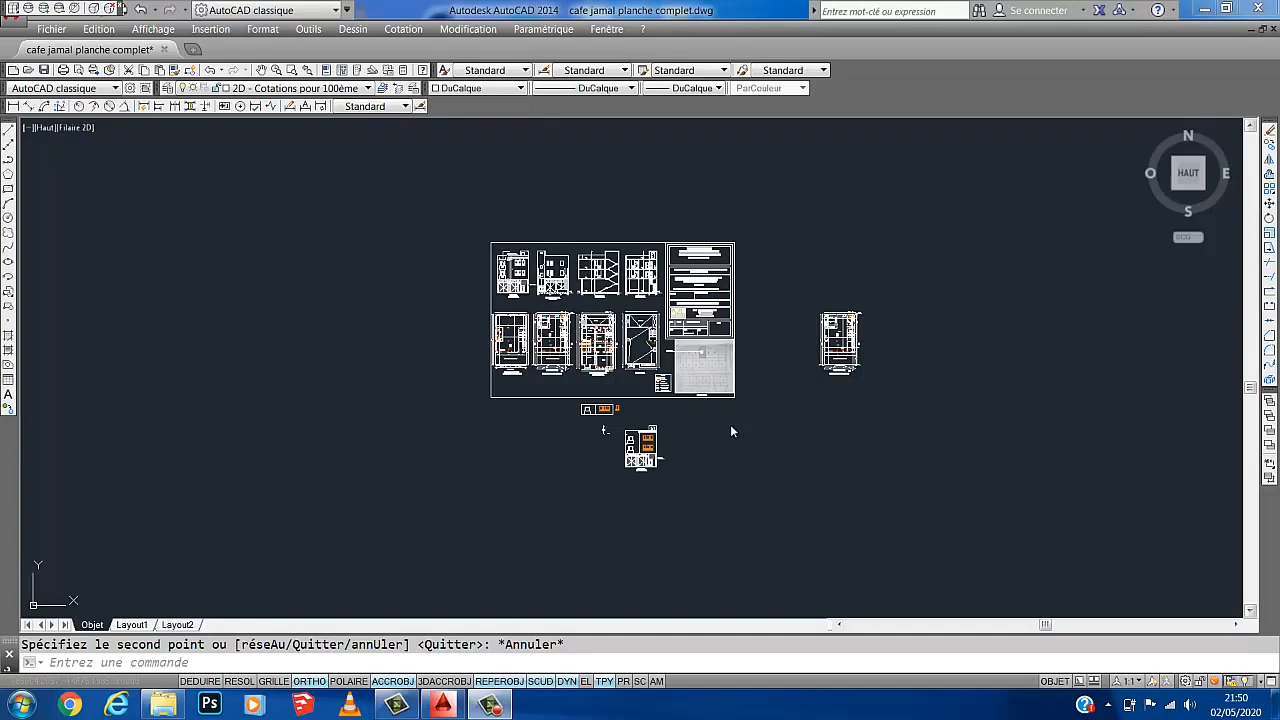 AutoCAD classique
Autodesk AutoCAD 2014 cafe jamal planche complet.dwg
Entrez mot-clé ou expression
Se connecter
Fichier Edition Affichage Insertion Format Outils Dessin Cotation Modification Paramétrique Fenêtre ?
cafe jamal planche complet*
Standard Standard Standard Standard
AutoCAD classique 2D - Cotations pour 100ème DuCalque DuCalque DuCalque ParCouleur
Standard
[—][Haut][Filaire 2D]
N
O HAUT E
S
Y
X
Objet Layout1 Layout2
Spécifiez le second point ou [réseAu/Quitter/annUler] <Quitter>: *Annuler*
Entrez une commande
DEDUIRE RESOL GRILLE ORTHO POLAIRE ACCROBJ 3DACCROBJ REPEROBJ SCUD DYN EL TPY PR SC AM
OBJET 1:1
Ps
21:50
02/05/2020